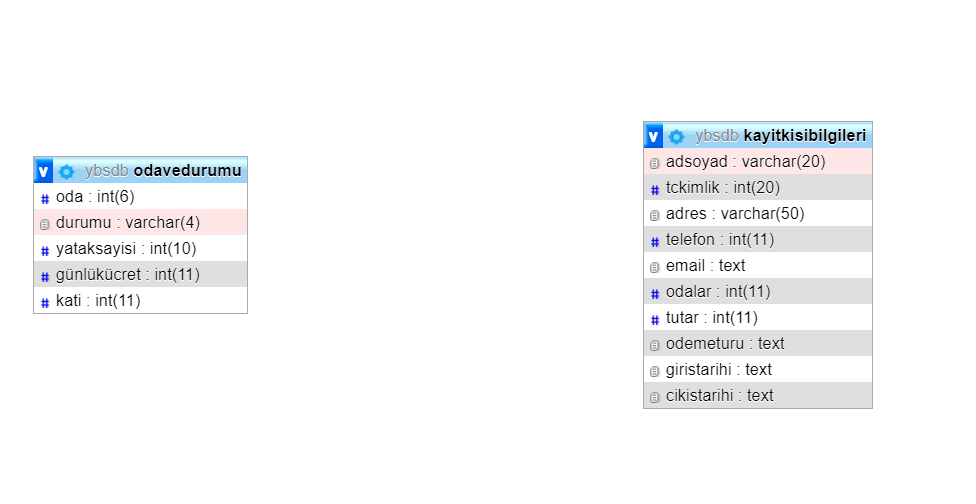 v ybsdb odavedurumu
# oda : int(6)
durumu : varchar(4)
# yataksayisi : int(10)
# günlükücret : int(11)
# kati : int(11)
v ybsdb kayitkisibilgileri
adsoyad : varchar(20)
# tckimlik : int(20)
adres : varchar(50)
# telefon : int(11)
email : text
# odalar : int(11)
# tutar : int(11)
odemeturu : text
giristarihi : text
cikistarihi : text